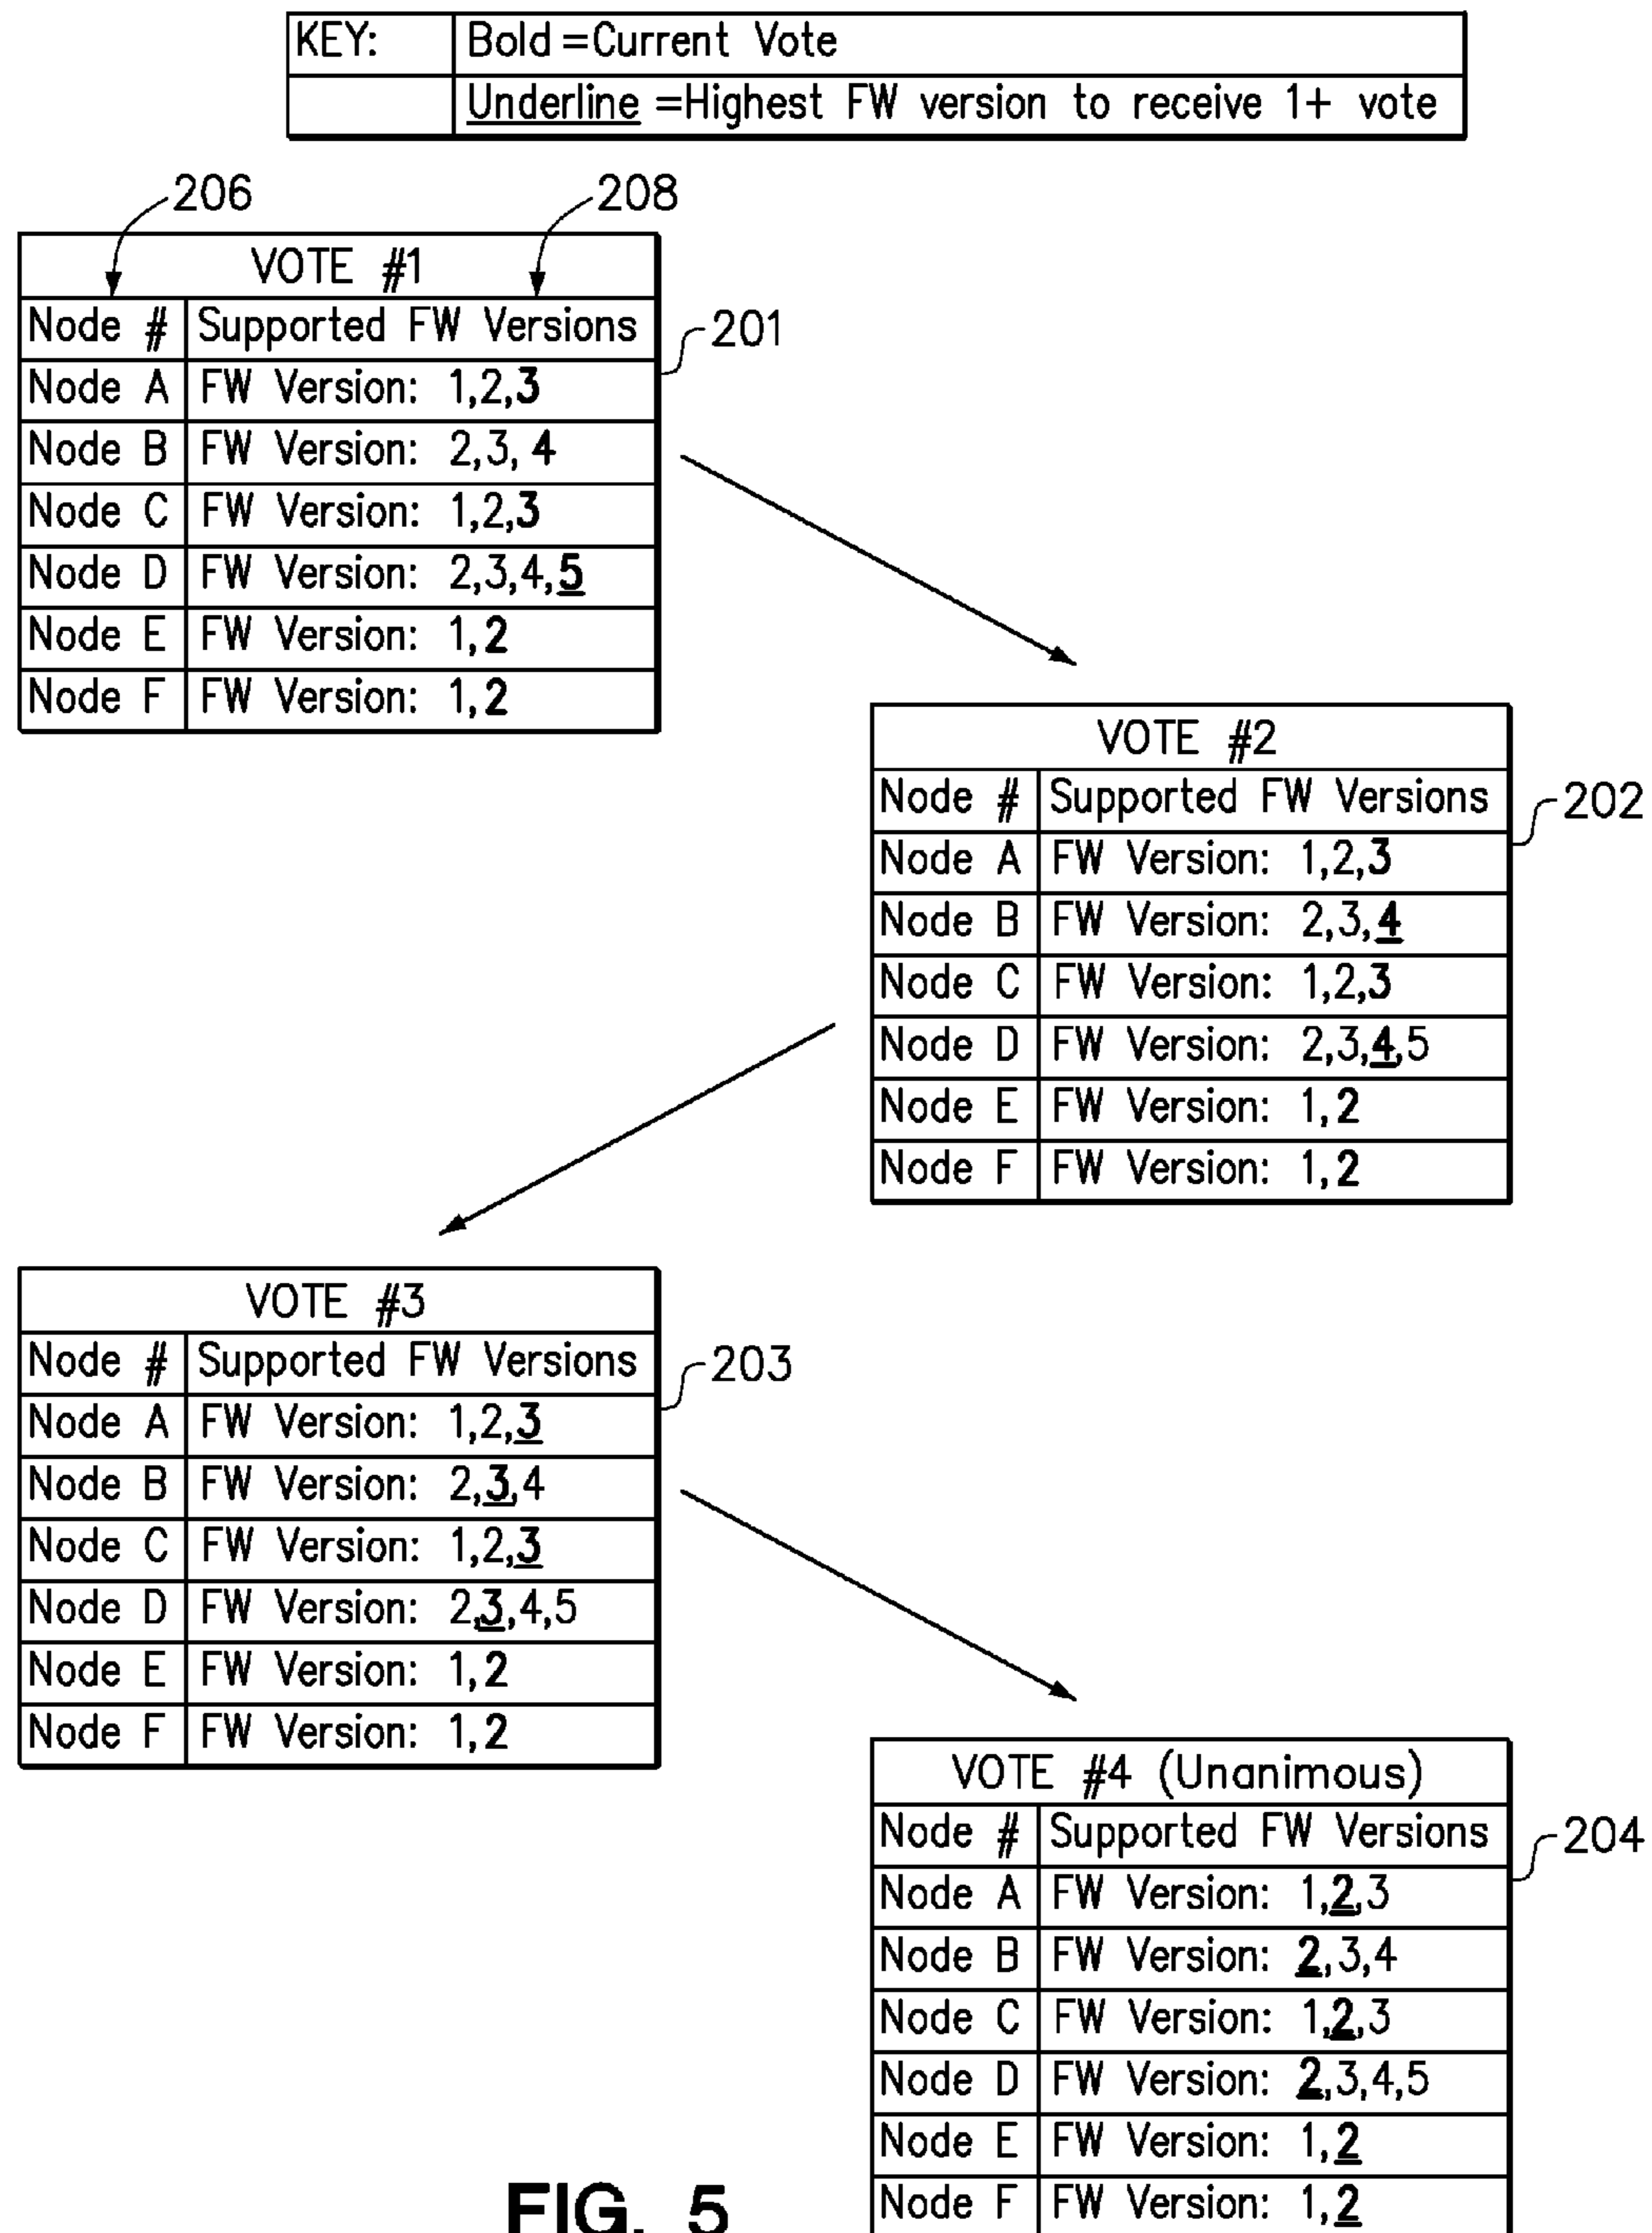 KEY: Bold =Current Vote
Underline =Highest FW version to receive 1+ vote
206 208
VOTE #1
Node # Supported FW Versions
201
Node A FW Version: 1,2,3
Node B FW Version: 2,3, 4
Node C FW Version: 1,2,3
Node D FW Version: 2,3,4,5
Node E FW Version: 1,2
Node F FW Version: 1,2
VOTE #2
Node # Supported FW Versions
202
Node A FW Version: 1,2,3
Node B FW Version: 2,3,4
Node C FW Version: 1,2,3
Node D FW Version: 2,3,4,5
Node E FW Version: 1,2
Node F FW Version: 1,2
VOTE #3
Node # Supported FW Versions
203
Node A FW Version: 1,2,3
Node B FW Version: 2,3,4
Node C FW Version: 1,2,3
Node D FW Version: 2,3,4,5
Node E FW Version: 1,2
Node F FW Version: 1,2
VOTE #4 (Unanimous)
Node # Supported FW Versions
204
Node A FW Version: 1,2,3
Node B FW Version: 2,3,4
Node C FW Version: 1,2,3
Node D FW Version: 2,3,4,5
Node E FW Version: 1,2
Node F FW Version: 1,2
FIG. 5